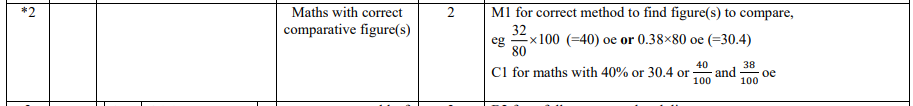 *2 Maths with correct 2 M1 for correct method to find figure(s) to compare,
comparative figure(s) eg 32/80 ×100 (=40) oe or 0.38×80 oe (=30.4)
C1 for maths with 40% or 30.4 or 40/100 and 38/100 oe